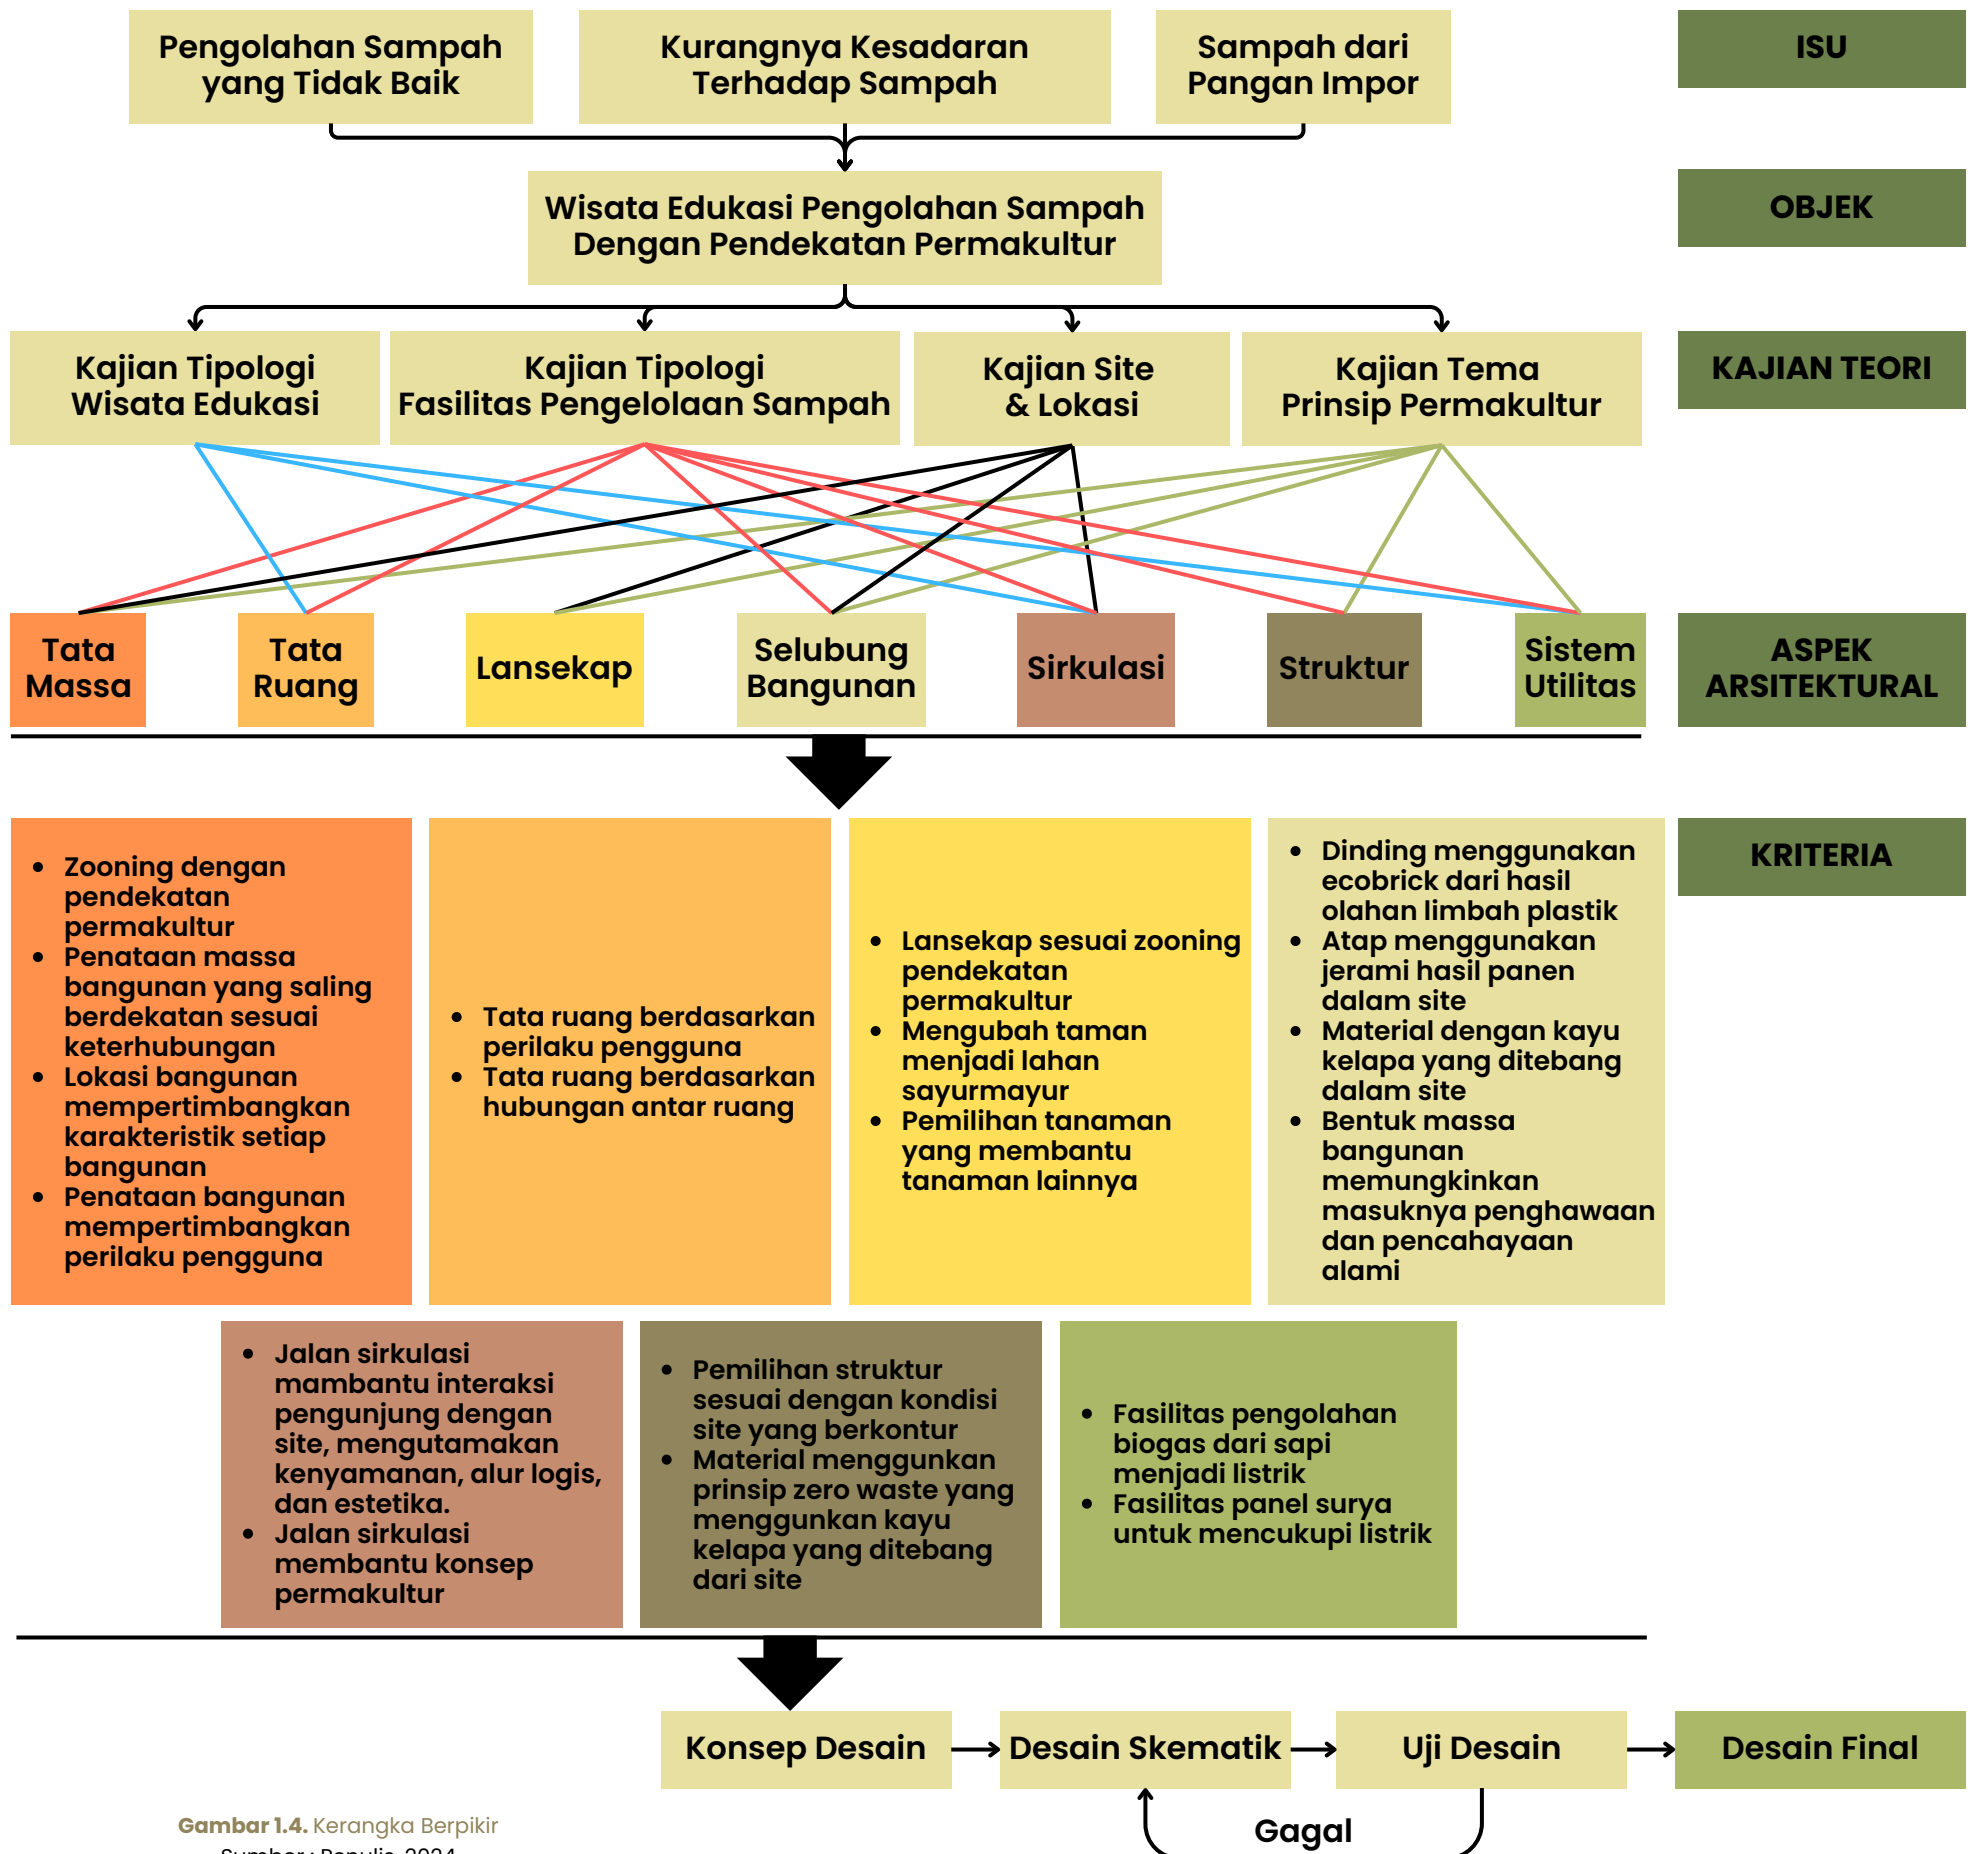 Pengolahan Sampah
yang Tidak Baik
Kurangnya Kesadaran
Terhadap Sampah
Sampah dari
Pangan Impor
ISU
Wisata Edukasi Pengolahan Sampah
Dengan Pendekatan Permakultur
OBJEK
Kajian Tipologi
Wisata Edukasi
Kajian Tipologi
Fasilitas Pengelolaan Sampah
Kajian Site
& Lokasi
Kajian Tema
Prinsip Permakultur
KAJIAN TEORI
Tata
Massa
Tata
Ruang
Lansekap
Selubung
Bangunan
Sirkulasi
Struktur
Sistem
Utilitas
ASPEK
ARSITEKTURAL
• Zooning dengan
pendekatan
permakultur
• Penataan massa
bangunan yang saling
berdekatan sesuai
keterhubungan
• Lokasi bangunan
mempertimbangkan
karakteristik setiap
bangunan
• Penataan bangunan
mempertimbangkan
perilaku pengguna
• Tata ruang berdasarkan
perilaku pengguna
• Tata ruang berdasarkan
hubungan antar ruang
• Lansekap sesuai zooning
pendekatan
permakultur
• Mengubah taman
menjadi lahan
sayurmayur
• Pemilihan tanaman
yang membantu
tanaman lainnya
• Dinding menggunakan
ecobrick dari hasil
olahan limbah plastik
• Atap menggunakan
jerami hasil panen
dalam site
• Material dengan kayu
kelapa yang ditebang
dalam site
• Bentuk massa
bangunan
memungkinkan
masuknya penghawaan
dan pencahayaan
alami
KRITERIA
• Jalan sirkulasi
mambantu interaksi
pengunjung dengan
site, mengutamakan
kenyamanan, alur logis,
dan estetika.
• Jalan sirkulasi
membantu konsep
permakultur
• Pemilihan struktur
sesuai dengan kondisi
site yang berkontur
• Material menggunkan
prinsip zero waste yang
menggunkan kayu
kelapa yang ditebang
dari site
• Fasilitas pengolahan
biogas dari sapi
menjadi listrik
• Fasilitas panel surya
untuk mencukupi listrik
Konsep Desain
Desain Skematik
Uji Desain
Desain Final
Gagal
Gambar 1.4. Kerangka Berpikir
Sumber : Penulis, 2024